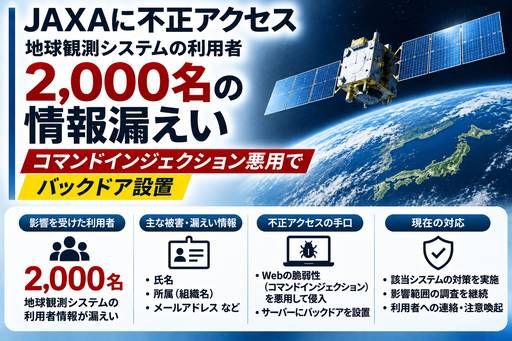 JAXAに不正アクセス
地球観測システムの利用者
2,000名の
情報漏えい
コマンドインジェクション悪用で
バックドア設置
影響を受けた利用者
2,000名
地球観測システムの
利用者情報が漏えい
主な被害・漏えい情報
・氏名
・所属（組織名）
・メールアドレス など
不正アクセスの手口
・Webの脆弱性
（コマンドインジェクション）
を悪用して侵入
・サーバーにバックドアを設置
現在の対応
・該当システムの対策を実施
・影響範囲の調査を継続
・利用者への連絡・注意喚起